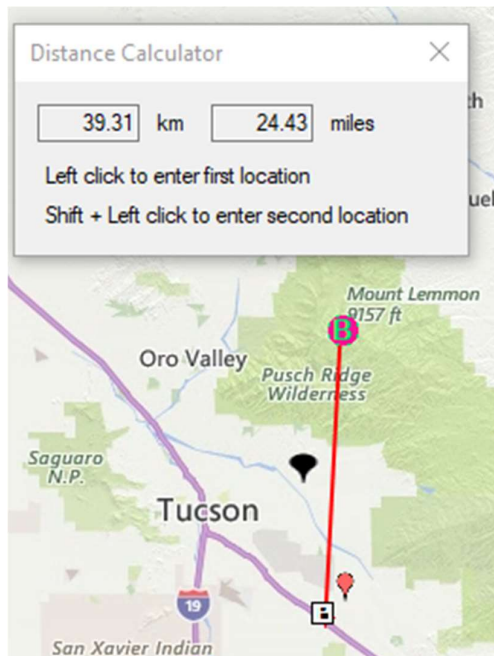 Distance Calculator
39.31 km 24.43 miles
Left click to enter first location
Shift + Left click to enter second location
Mount Lemmon
9157 ft
B
Oro Valley
Pusch Ridge
Wilderness
Saguaro
N.P.
Tucson
19
San Xavier Indian